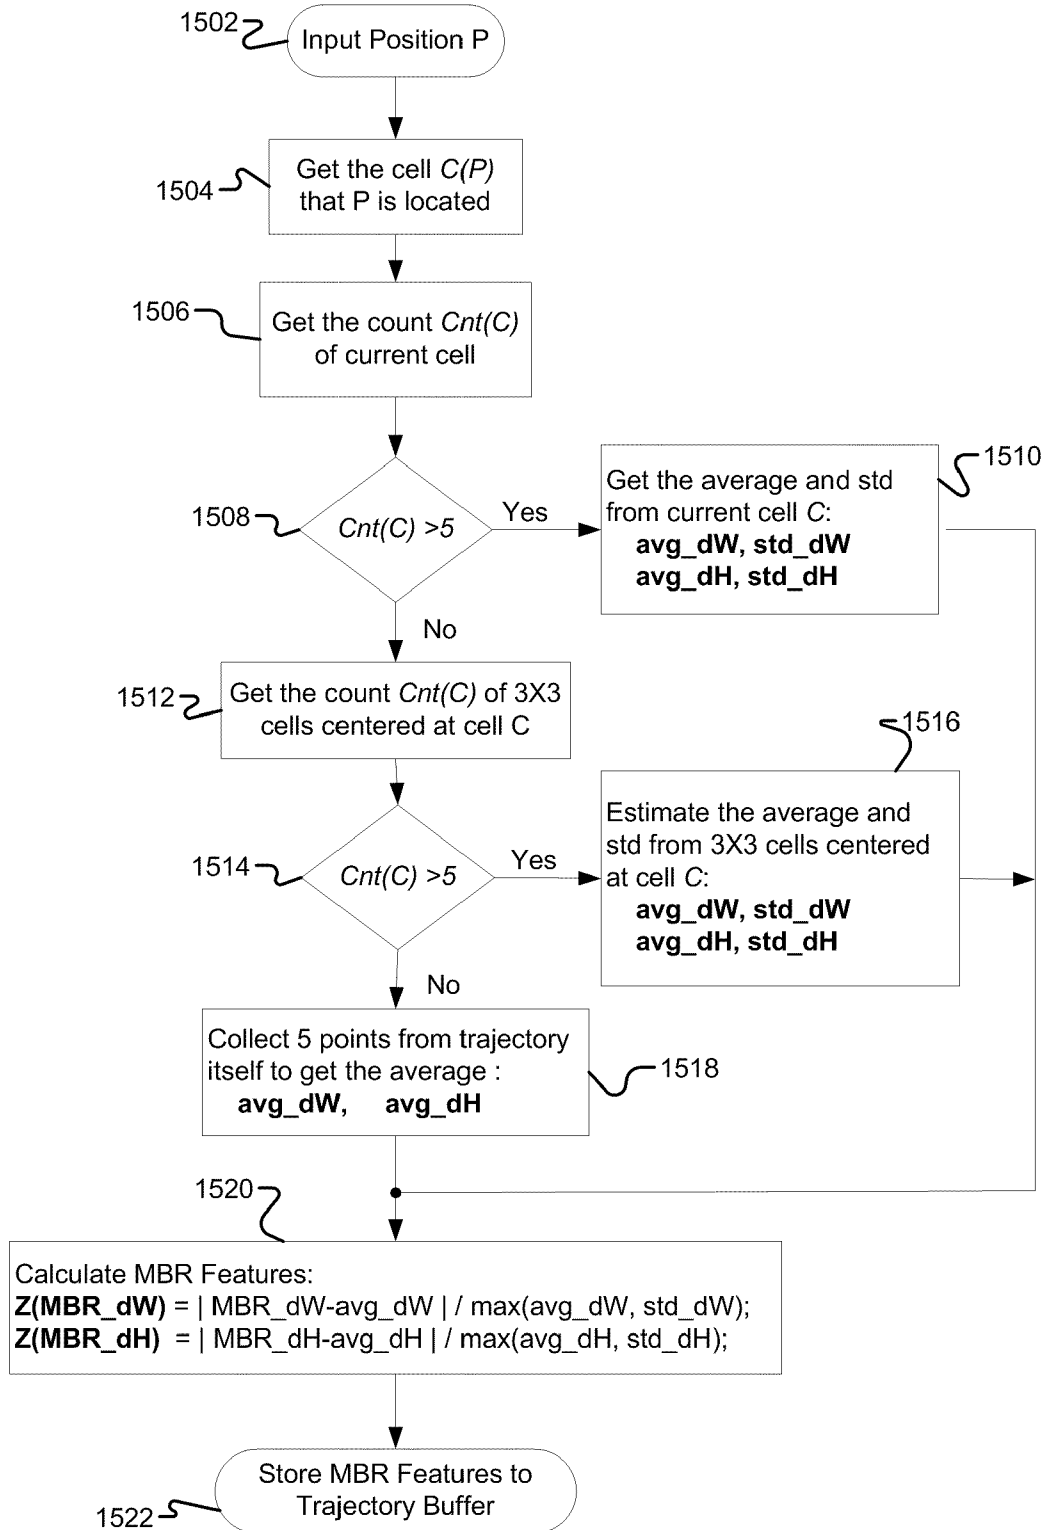 1502
Input Position P
1504
Get the cell C(P)
that P is located
1506
Get the count Cnt(C)
of current cell
1508
Cnt(C) >5
Yes
No
1510
Get the average and std
from current cell C:
avg_dW, std_dW
avg_dH, std_dH
1512
Get the count Cnt(C) of 3X3
cells centered at cell C
1514
Cnt(C) >5
Yes
No
1516
Estimate the average and
std from 3X3 cells centered
at cell C:
avg_dW, std_dW
avg_dH, std_dH
Collect 5 points from trajectory
itself to get the average :
avg_dW, avg_dH
1518
1520
Calculate MBR Features:
Z(MBR_dW) = | MBR_dW-avg_dW | / max(avg_dW, std_dW);
Z(MBR_dH) = | MBR_dH-avg_dH | / max(avg_dH, std_dH);
Store MBR Features to
Trajectory Buffer
1522